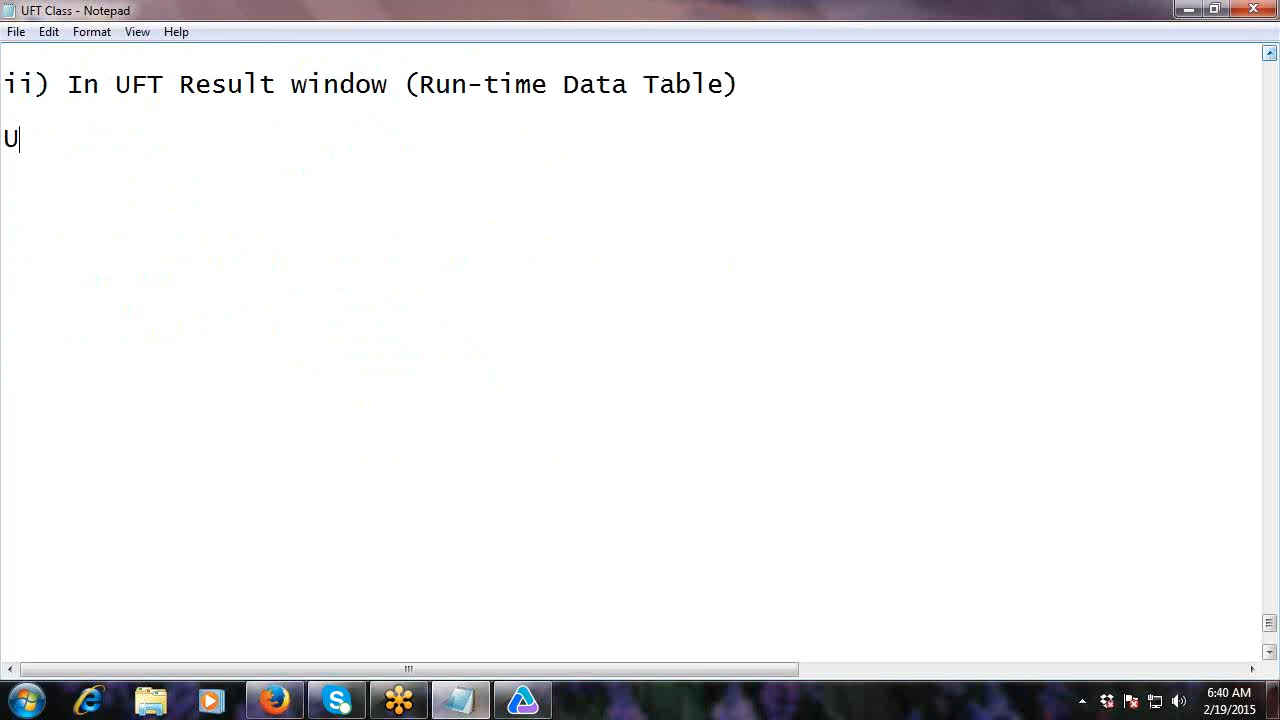 UFT Class - Notepad
File Edit Format View Help
ii) In UFT Result window (Run-time Data Table)
U
6:40 AM
2/19/2015